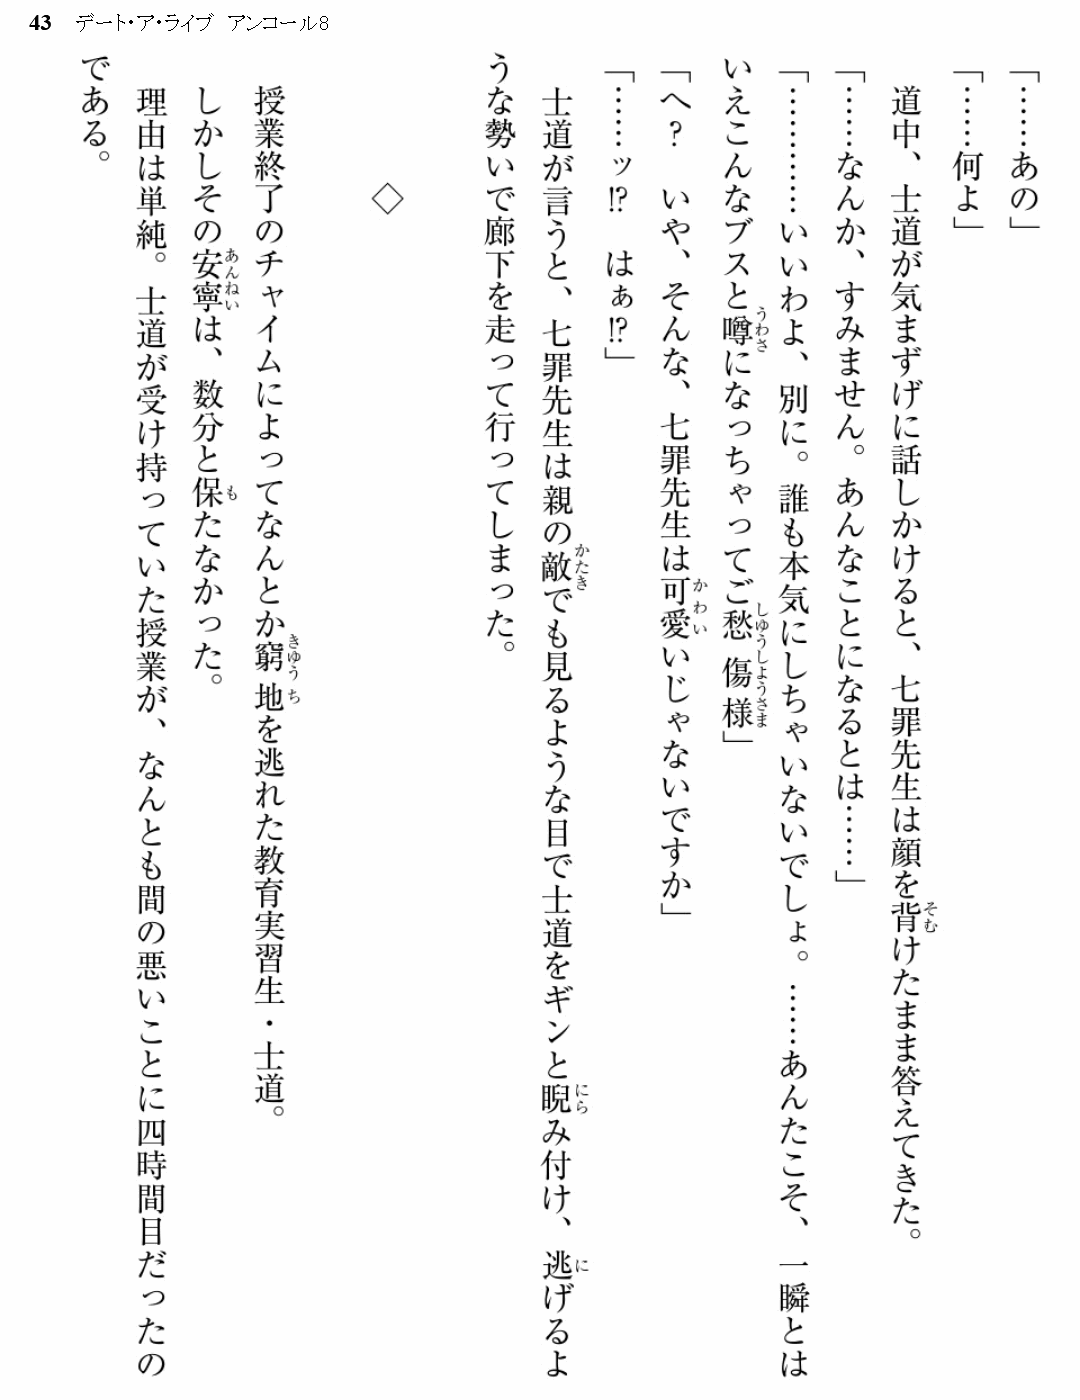 43 デート・ア・ライブ アンコール8
「……あの」
「……何よ」
　道中、士道が気まずげに話しかけると、七罪先生は顔を背けたまま答えてきた。
「……なんか、すみません。あんなことになるとは……」
「…………いいわよ、別に。誰も本気にしちゃいないでしょ。……あんたこそ、一瞬とは
いえこんなブスと噂になっちゃってご愁傷様」
「へ？　いや、そんな、七罪先生は可愛いじゃないですか」
「……ッ⁉　はぁ⁉」
　士道が言うと、七罪先生は親の敵でも見るような目で士道をギンと睨み付け、逃げるよ
うな勢いで廊下を走って行ってしまった。
◇
　授業終了のチャイムによってなんとか窮地を逃れた教育実習生・士道。
　しかしその安寧は、数分と保たなかった。
　理由は単純。士道が受け持っていた授業が、なんとも間の悪いことに四時間目だったの
である。